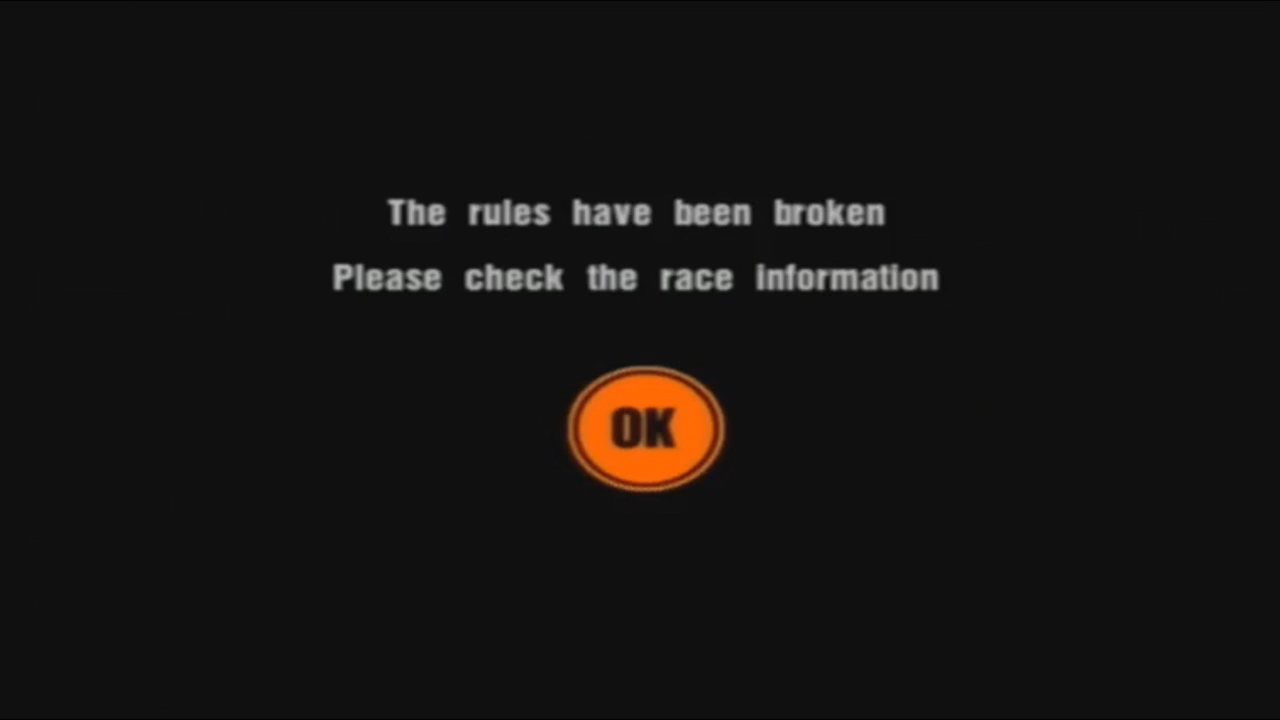 The rules have been broken
Please check the race information
OK